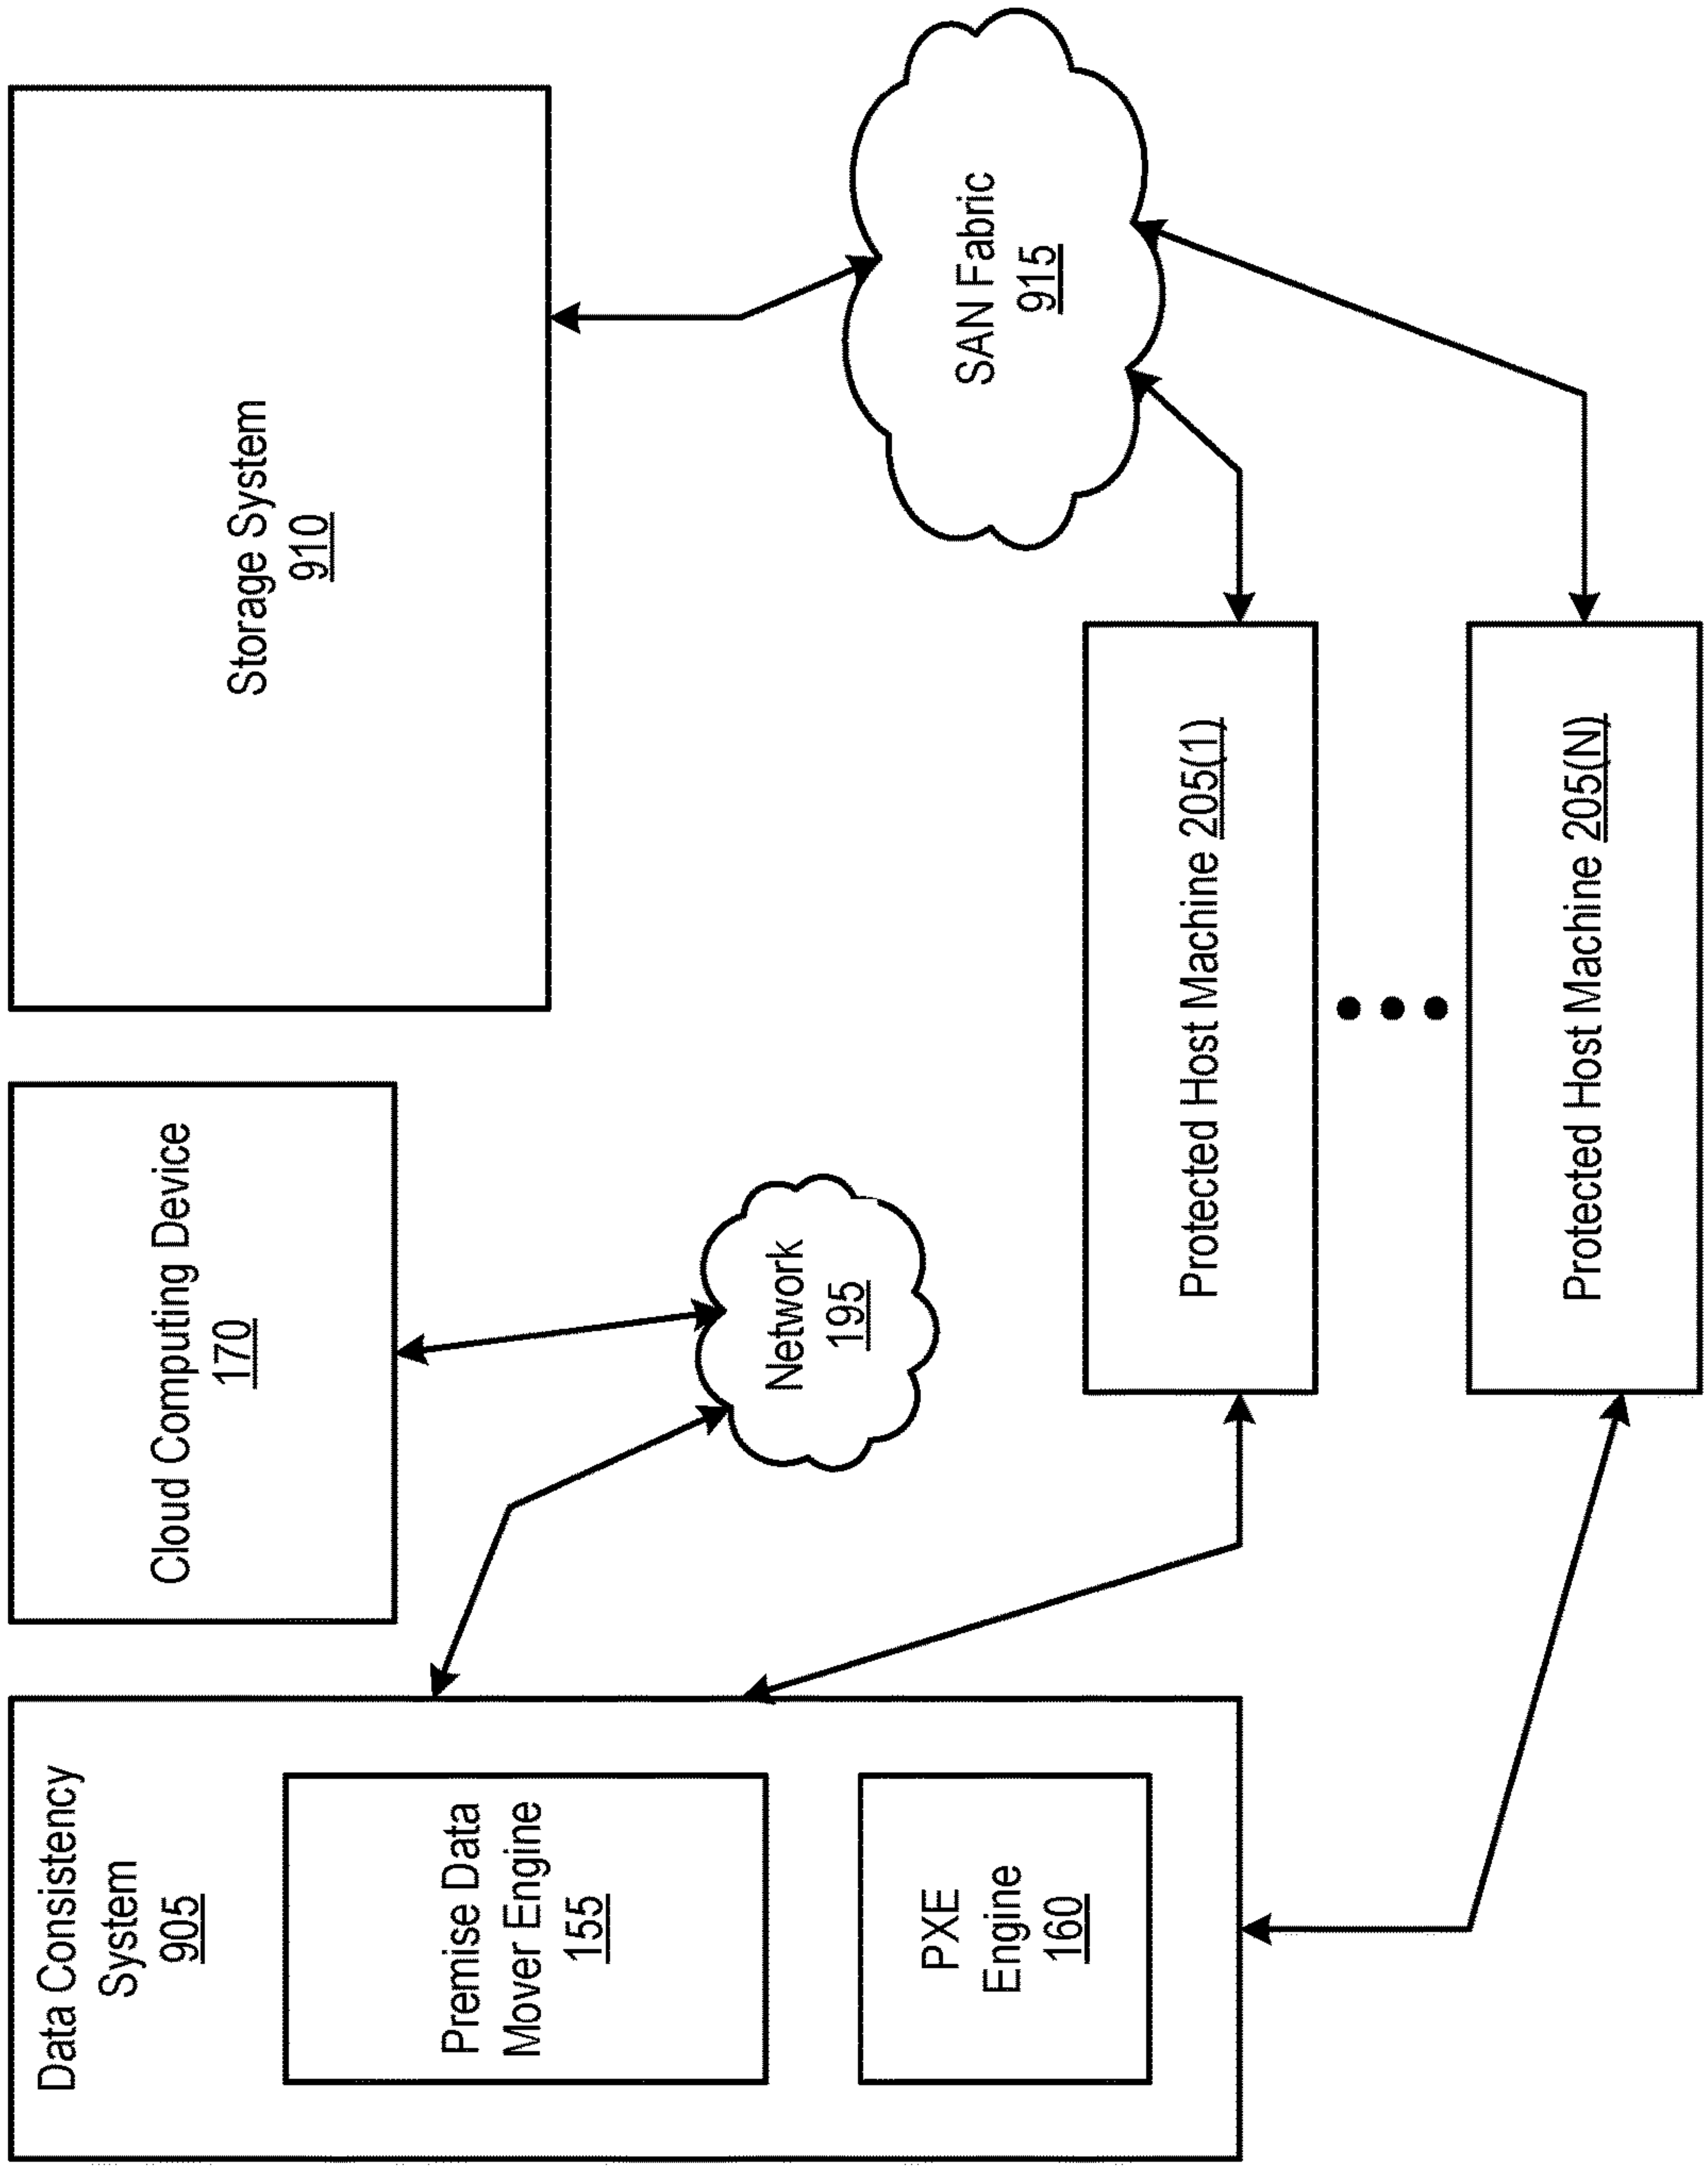 Data Consistency
System
905
Premise Data
Mover Engine
155
PXE
Engine
160
Cloud Computing Device
170
Network
195
Storage System
910
SAN Fabric
915
Protected Host Machine 205(1)
Protected Host Machine 205(N)